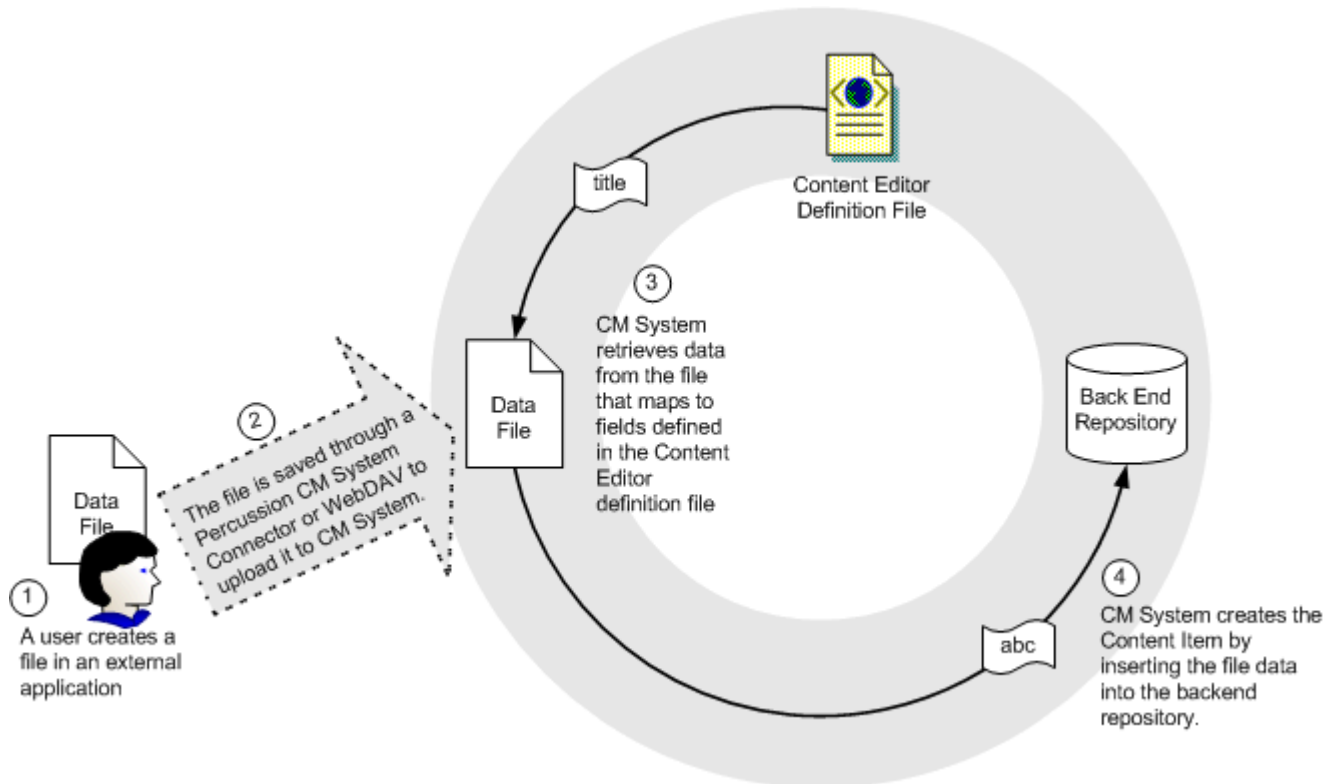 Content Editor
Definition File
title
3
CM System
retrieves data
from the file
that maps to
fields defined
in the Content
Editor
definition file
Data
File
Back End
Repository
2
The file is saved through a
Percussion CM System
Connector or WebDAV to
upload it to CM System.
Data
File
1
A user creates a
file in an external
application
abc
4
CM System creates the
Content Item by
inserting the file data
into the backend
repository.